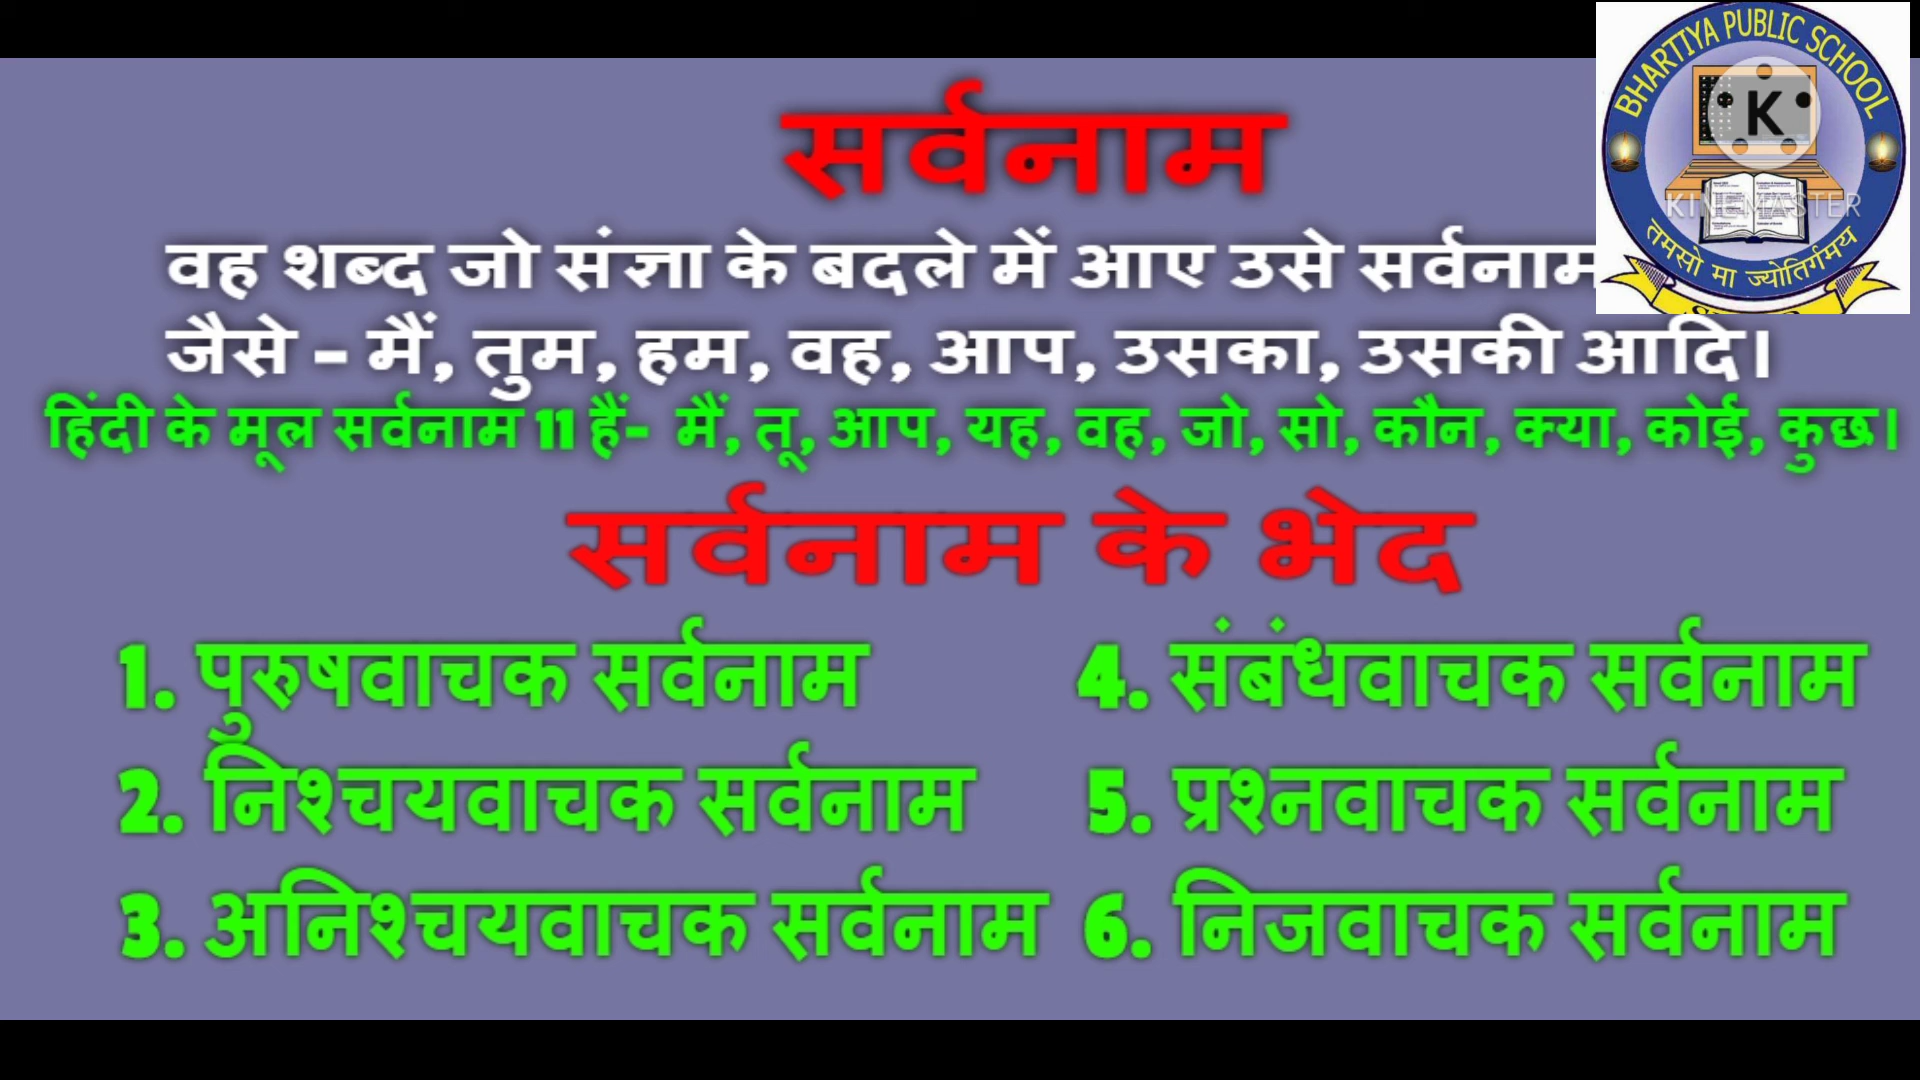 BHARTIYA PUBLIC SCHOOL
K
KINEMASTER
तमसो मा ज्योतिर्गमय
सर्वनाम
वह शब्द जो संज्ञा के बदले में आए उसे सर्वनाम
जैसे – मैं, तुम, हम, वह, आप, उसका, उसकी आदि।
हिंदी के मूल सर्वनाम 11 हैं- मैं, तू, आप, यह, वह, जो, सो, कौन, क्या, कोई, कुछ।
सर्वनाम के भेद
1. पुरुषवाचक सर्वनाम
2. निश्चयवाचक सर्वनाम
3. अनिश्चयवाचक सर्वनाम
4. संबंधवाचक सर्वनाम
5. प्रश्नवाचक सर्वनाम
6. निजवाचक सर्वनाम